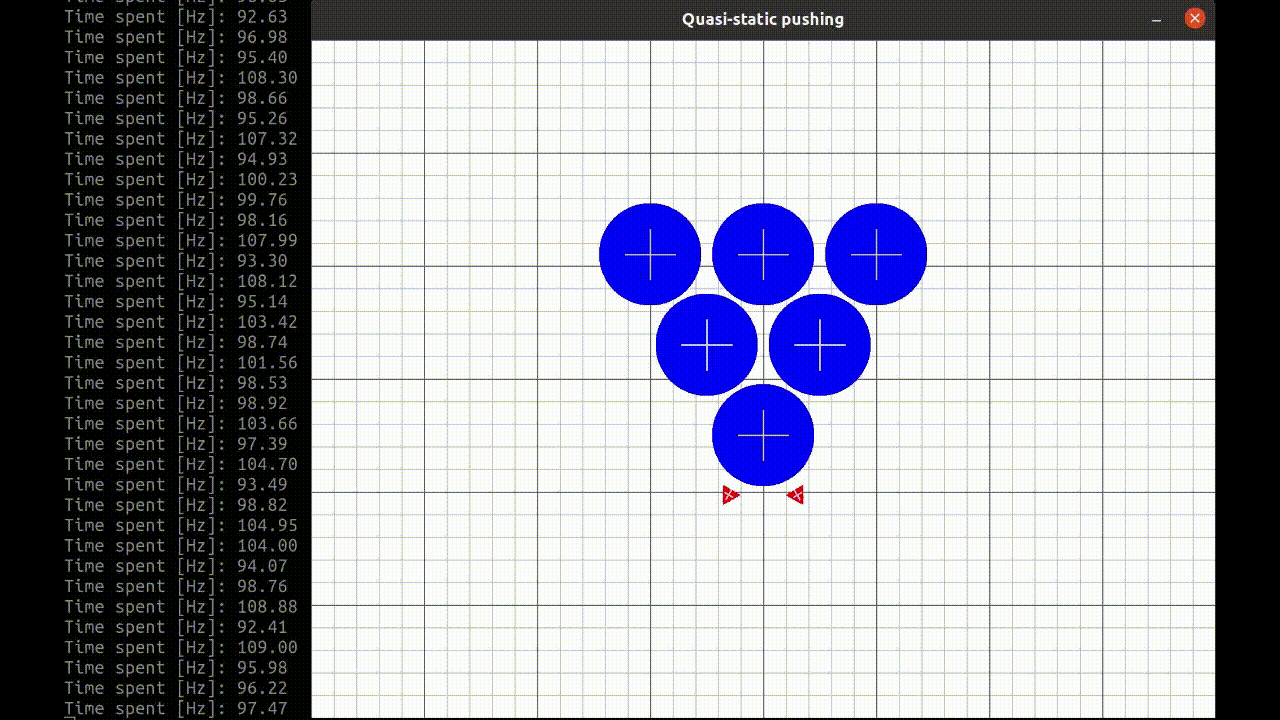 Time spent [Hz]: 92.63
Time spent [Hz]: 96.98
Time spent [Hz]: 95.40
Time spent [Hz]: 108.30
Time spent [Hz]: 98.66
Time spent [Hz]: 95.26
Time spent [Hz]: 107.32
Time spent [Hz]: 94.93
Time spent [Hz]: 100.23
Time spent [Hz]: 99.76
Time spent [Hz]: 98.16
Time spent [Hz]: 107.99
Time spent [Hz]: 93.30
Time spent [Hz]: 108.12
Time spent [Hz]: 95.14
Time spent [Hz]: 103.42
Time spent [Hz]: 98.74
Time spent [Hz]: 101.56
Time spent [Hz]: 98.53
Time spent [Hz]: 98.92
Time spent [Hz]: 103.66
Time spent [Hz]: 97.39
Time spent [Hz]: 104.70
Time spent [Hz]: 93.49
Time spent [Hz]: 98.82
Time spent [Hz]: 104.95
Time spent [Hz]: 104.00
Time spent [Hz]: 94.07
Time spent [Hz]: 98.76
Time spent [Hz]: 108.88
Time spent [Hz]: 92.41
Time spent [Hz]: 109.00
Time spent [Hz]: 95.98
Time spent [Hz]: 96.22
Time spent [Hz]: 97.47
Quasi-static pushing